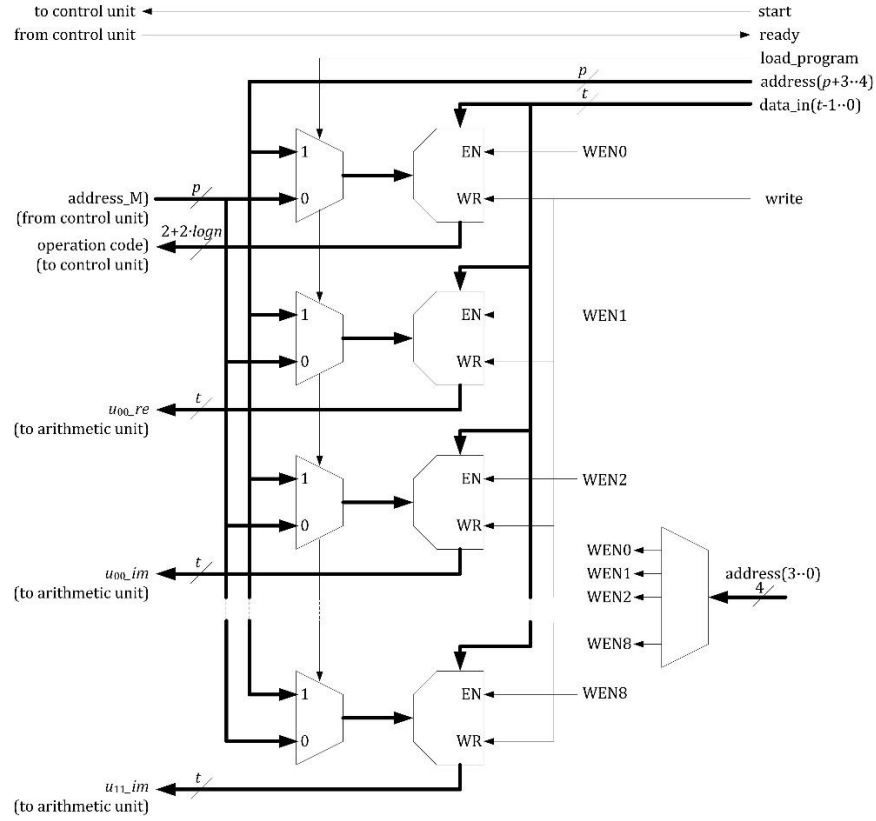 to control unit
start
from control unit
ready
load_program
p
address(p+3··4)
t
data_in(t-1··0)
1
EN
WEN0
address_M)
p
0
WR
write
(from control unit)
2+2·logn
operation code)
(to control unit)
1
EN
WEN1
0
WR
t
u₀₀_re
(to arithmetic unit)
1
EN
WEN2
0
WR
WEN0
t
u₀₀_im
WEN1
address(3··0)
(to arithmetic unit)
WEN2
4
WEN8
1
EN
WEN8
0
WR
t
u₁₁_im
(to arithmetic unit)